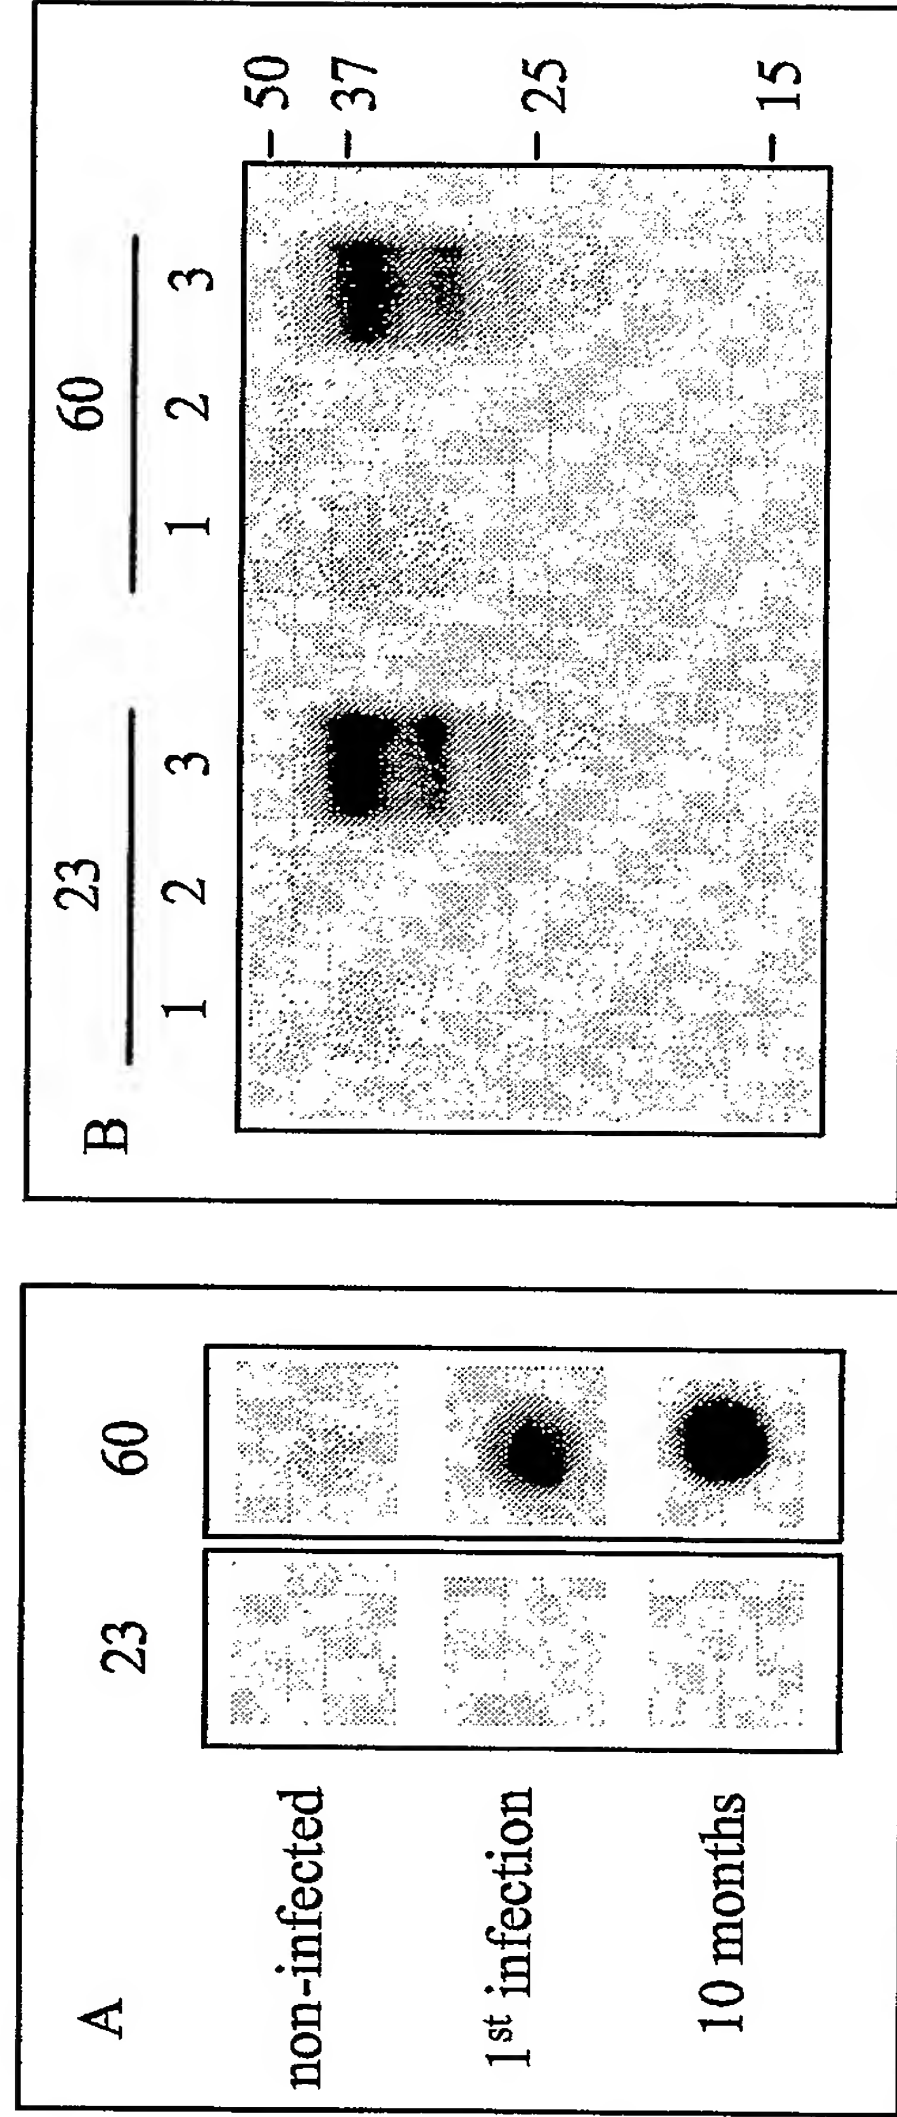 A
23 60
non-infected
1st infection
10 months
B
23 60
1 2 3 1 2 3
– 50
– 37
– 25
– 15